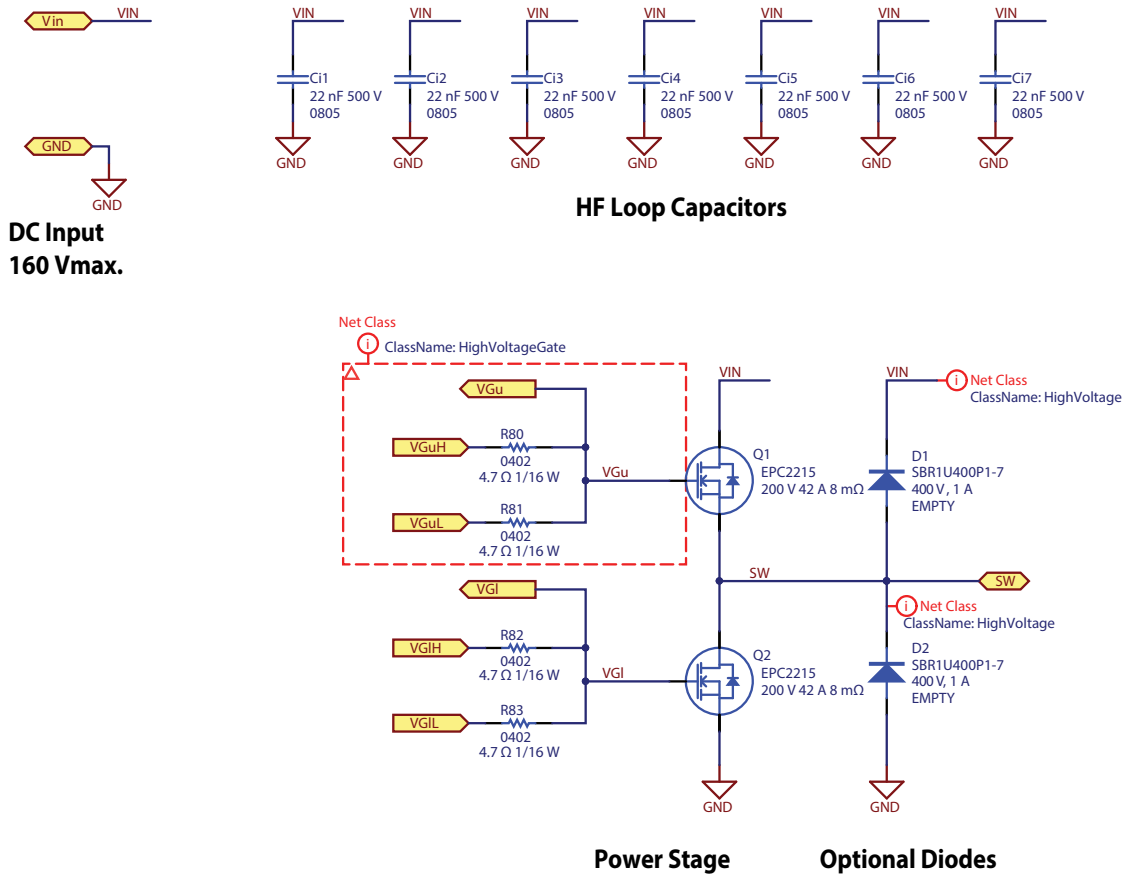 Vin
VIN
GND
GND
DC Input
160 Vmax.
VIN
Ci1
22 nF 500 V
0805
GND
VIN
Ci2
22 nF 500 V
0805
GND
VIN
Ci3
22 nF 500 V
0805
GND
VIN
Ci4
22 nF 500 V
0805
GND
VIN
Ci5
22 nF 500 V
0805
GND
VIN
Ci6
22 nF 500 V
0805
GND
VIN
Ci7
22 nF 500 V
0805
GND
HF Loop Capacitors
Net Class
i
ClassName: HighVoltageGate
VGu
VGuH
R80
0402
4.7 Ω 1/16 W
VGuL
R81
0402
4.7 Ω 1/16 W
VGu
VIN
Q1
EPC2215
200 V 42 A 8 mΩ
VIN
i
Net Class
ClassName: HighVoltage
D1
SBR1U400P1-7
400 V, 1 A
EMPTY
SW
SW
VGl
VGlH
R82
0402
4.7 Ω 1/16 W
VGlL
R83
0402
4.7 Ω 1/16 W
VGl
Q2
EPC2215
200 V 42 A 8 mΩ
GND
i
Net Class
ClassName: HighVoltage
D2
SBR1U400P1-7
400 V, 1 A
EMPTY
GND
Power Stage
Optional Diodes